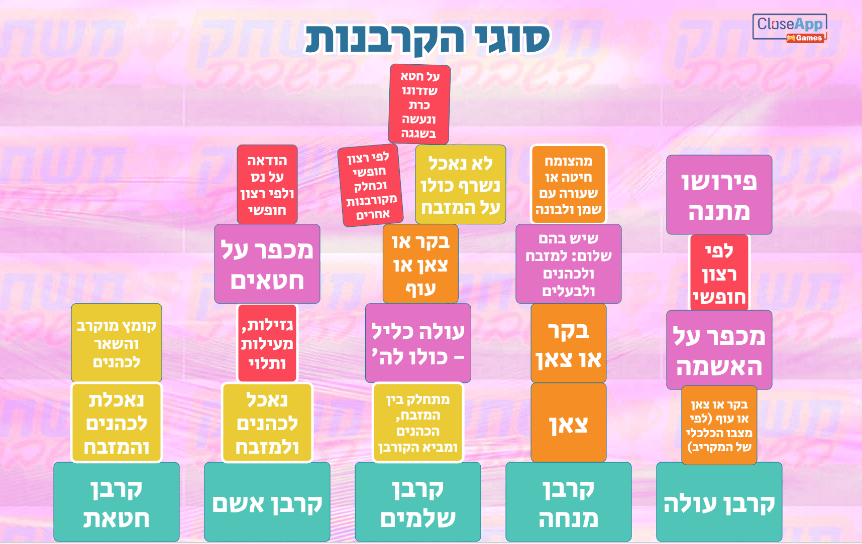 סוגי הקרבנות
CloseApp
Games
על חטא
שזדונו
כרת
ונעשה
בשגגה
הודאה
על נס
ולפי רצון
חופשי
לפי רצון
חופשי
וכחלק
מקורבנות
אחרים
לא נאכל
נשרף כולו
על המזבח
מהצומח
חיטה או
שעורה עם
שמן ולבונה
פירושו
מתנה
מכפר על
חטאים
בקר או
צאן או
עוף
שיש בהם
שלום: למזבח
ולכהנים
ולבעלים
לפי
רצון
חופשי
קומץ מוקרב
והשאר
לכהנים
גזילות,
מעילות
ותלוי
עולה כליל
– כולו לה'
בקר
או צאן
מכפר על
האשמה
נאכלת
לכהנים
והמזבח
נאכל
לכהנים
ולמזבח
מתחלק בין
המזבח,
הכהנים
ומביא הקורבן
צאן
בקר או צאן
או עוף (לפי
מצבו הכלכלי
של המקריב)
קרבן
חטאת
קרבן אשם
קרבן
שלמים
קרבן
מנחה
קרבן עולה